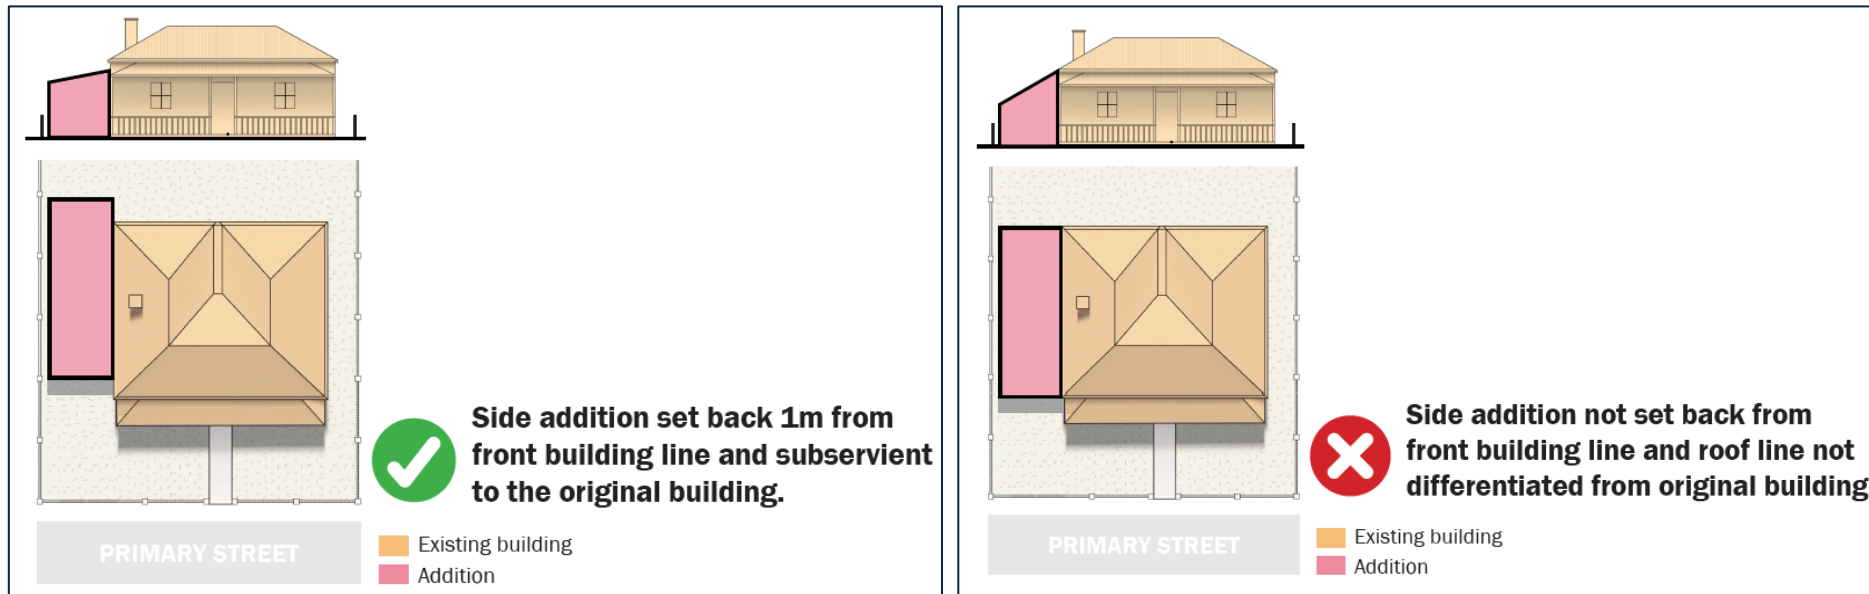 Side addition set back 1m from
front building line and subservient
to the original building.
PRIMARY STREET
Existing building
Addition
Side addition not set back from
front building line and roof line not
differentiated from original building
PRIMARY STREET
Existing building
Addition